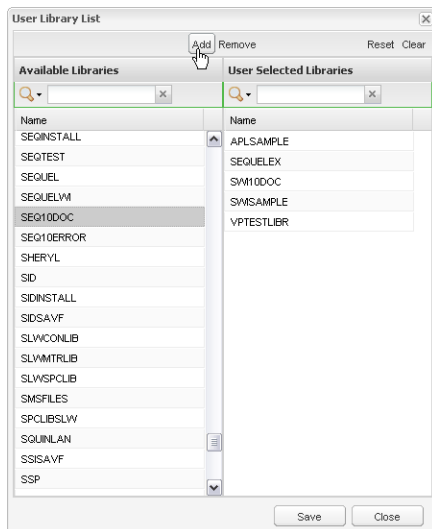 User Library List
Add Remove Reset Clear
Available Libraries
User Selected Libraries
Name
SEQINSTALL
SEQTEST
SEQUEL
SEQUELWI
SEQ10DOC
SEQ10ERROR
SHERYL
SID
SIDINSTALL
SIDSAVF
SLWCONLIB
SLWMTRLIB
SLWSPCLIB
SMSFILES
SPCLIBSLW
SQUINLAN
SSISAVF
SSP
Name
APLSAMPLE
SEQUELEX
SWI10DOC
SWISAMPLE
VPTESTLIBR
Save Close